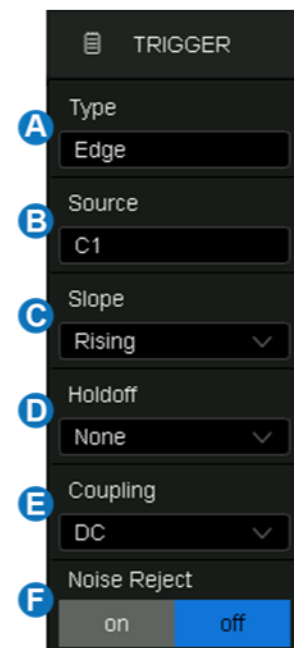 TRIGGER
A
Type
Edge
B
Source
C1
C
Slope
Rising
D
Holdoff
None
E
Coupling
DC
F
Noise Reject
on off